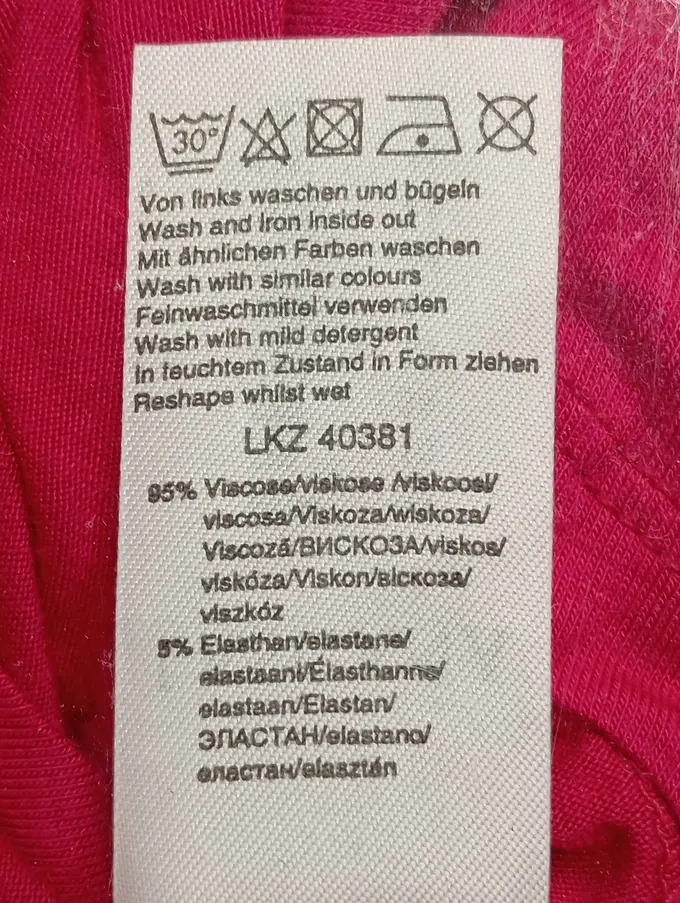 30°
Von links waschen und bügeln
Wash and Iron Inside out
Mit ähnlichen Farben waschen
Wash with similar colours
Feinwaschmittel verwenden
Wash with mild detergent
In feuchtem Zustand in Form ziehen
Reshape whilst wet
LKZ 40381
95% Viscose/viskose /viskoosi/
viscosa/Viskoza/wiskoza/
Viscoză/ВИСКОЗА/viskos/
viskóza/Viskon/віскоза/
viszkóz
5% Elasthan/elastane/
elastaani/Élasthanne/
elastaan/Elastan/
ЭЛАСТАН/elastano/
еластан/elasztán